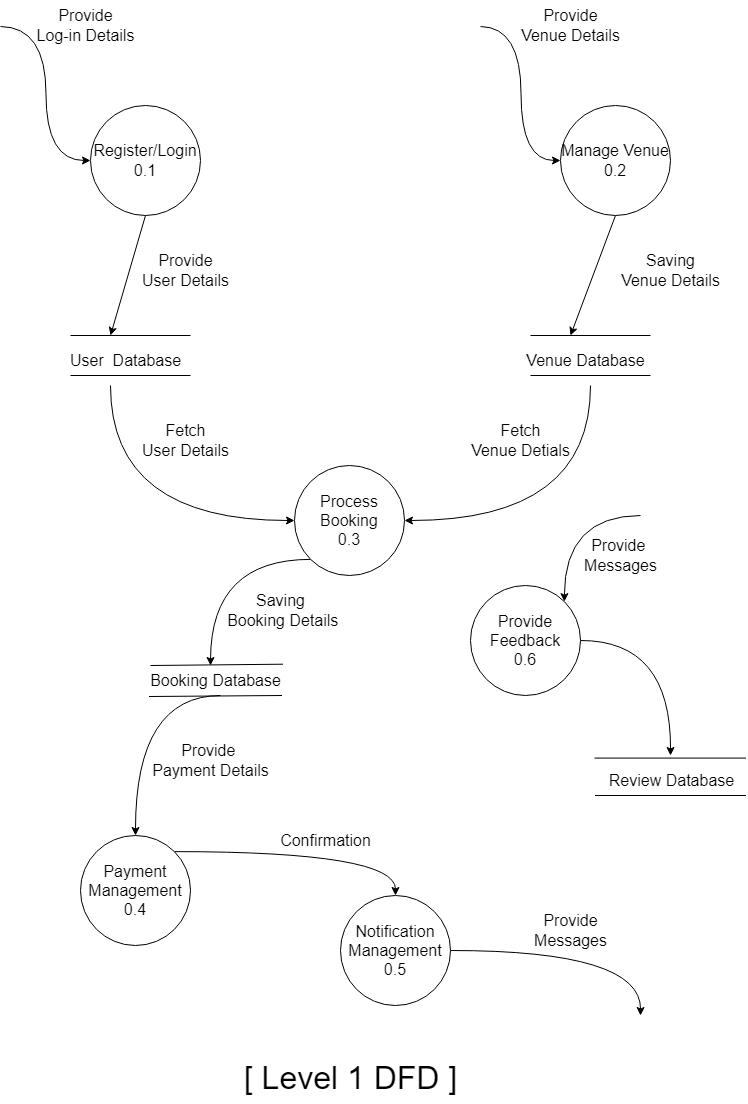 Provide
Log-in Details
Provide
Venue Details
Register/Login
0.1
Manage Venue
0.2
Provide
User Details
Saving
Venue Details
User  Database
Venue Database
Fetch
User Details
Fetch
Venue Detials
Process
Booking
0.3
Provide
Messages
Saving
Booking Details
Provide
Feedback
0.6
Booking Database
Provide
Payment Details
Review Database
Confirmation
Payment
Management
0.4
Notification
Management
0.5
Provide
Messages
[ Level 1 DFD ]